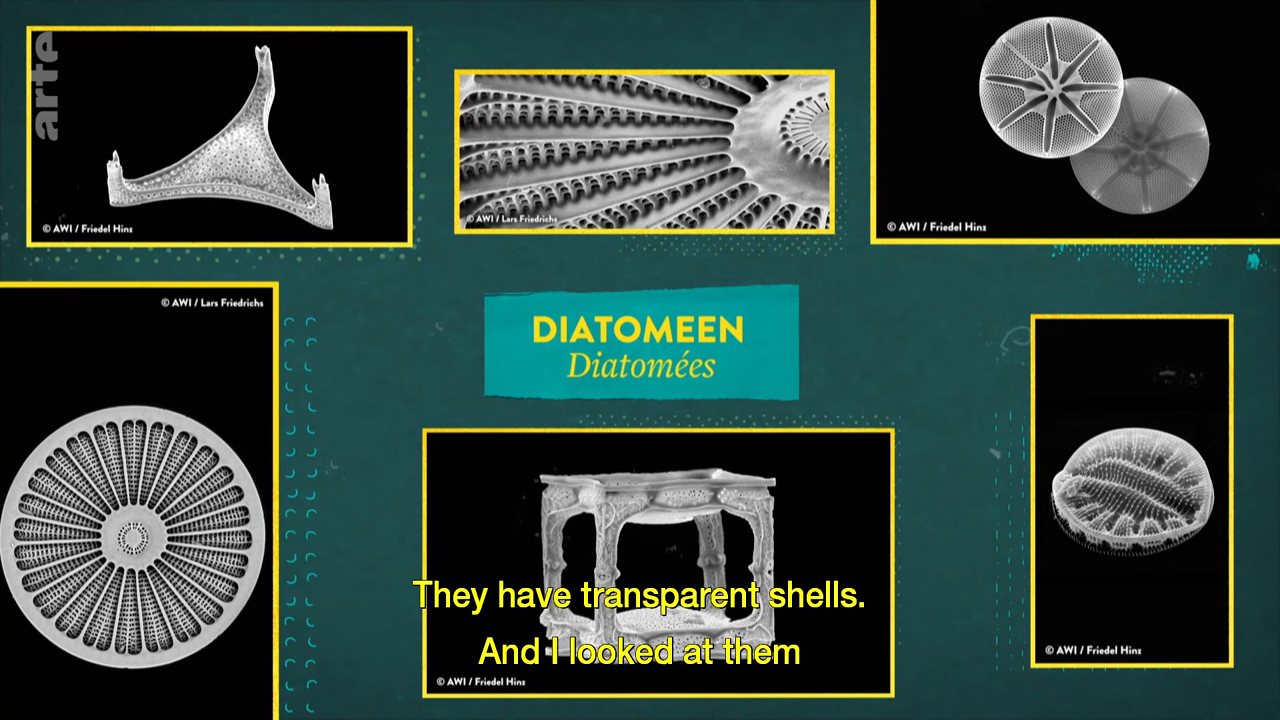 arte
© AWI / Friedel Hinz
© AWI / Lars Friedrichs
© AWI / Friedel Hinz
© AWI / Lars Friedrichs
DIATOMEEN
Diatomées
They have transparent shells.
And I looked at them
© AWI / Friedel Hinz
© AWI / Friedel Hinz